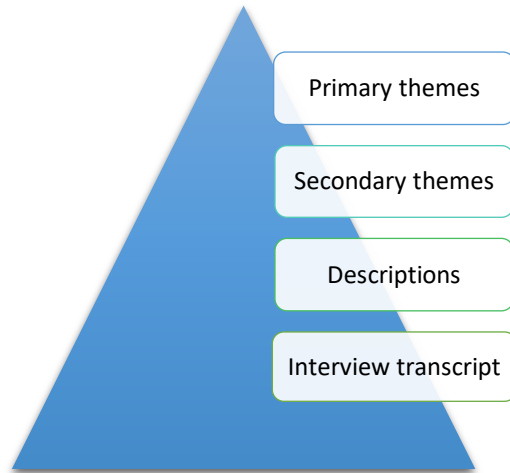 Primary themes
Secondary themes
Descriptions
Interview transcript